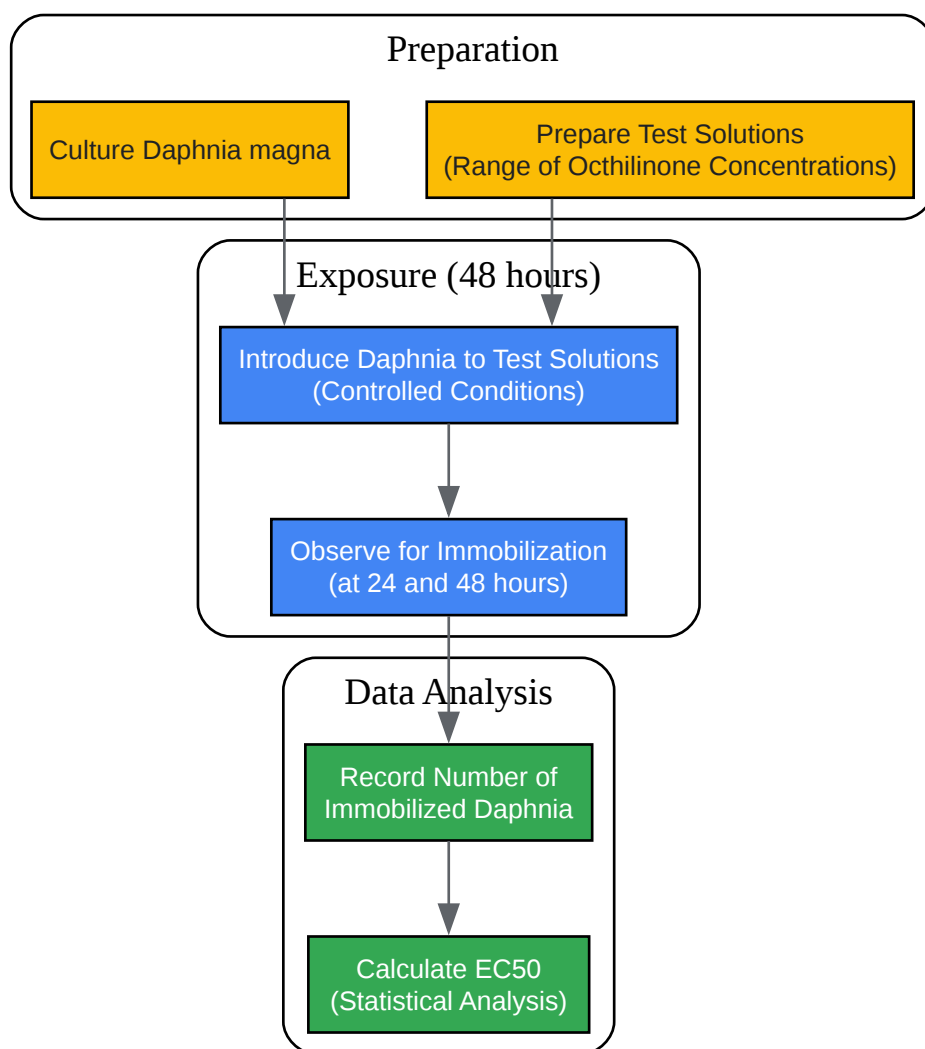 Preparation
Culture Daphnia magna
Prepare Test Solutions
(Range of Octhilinone Concentrations)
Exposure (48 hours)
Introduce Daphnia to Test Solutions
(Controlled Conditions)
Observe for Immobilization
(at 24 and 48 hours)
Data Analysis
Record Number of
Immobilized Daphnia
Calculate EC50
(Statistical Analysis)